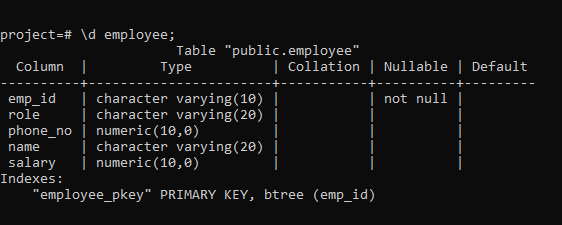 project=# \d employee;
                      Table "public.employee"
  Column  |         Type          | Collation | Nullable | Default
----------+-----------------------+-----------+----------+---------
 emp_id   | character varying(10) |           | not null |
 role     | character varying(20) |           |          |
 phone_no | numeric(10,0)         |           |          |
 name     | character varying(20) |           |          |
 salary   | numeric(10,0)         |           |          |
Indexes:
    "employee_pkey" PRIMARY KEY, btree (emp_id)